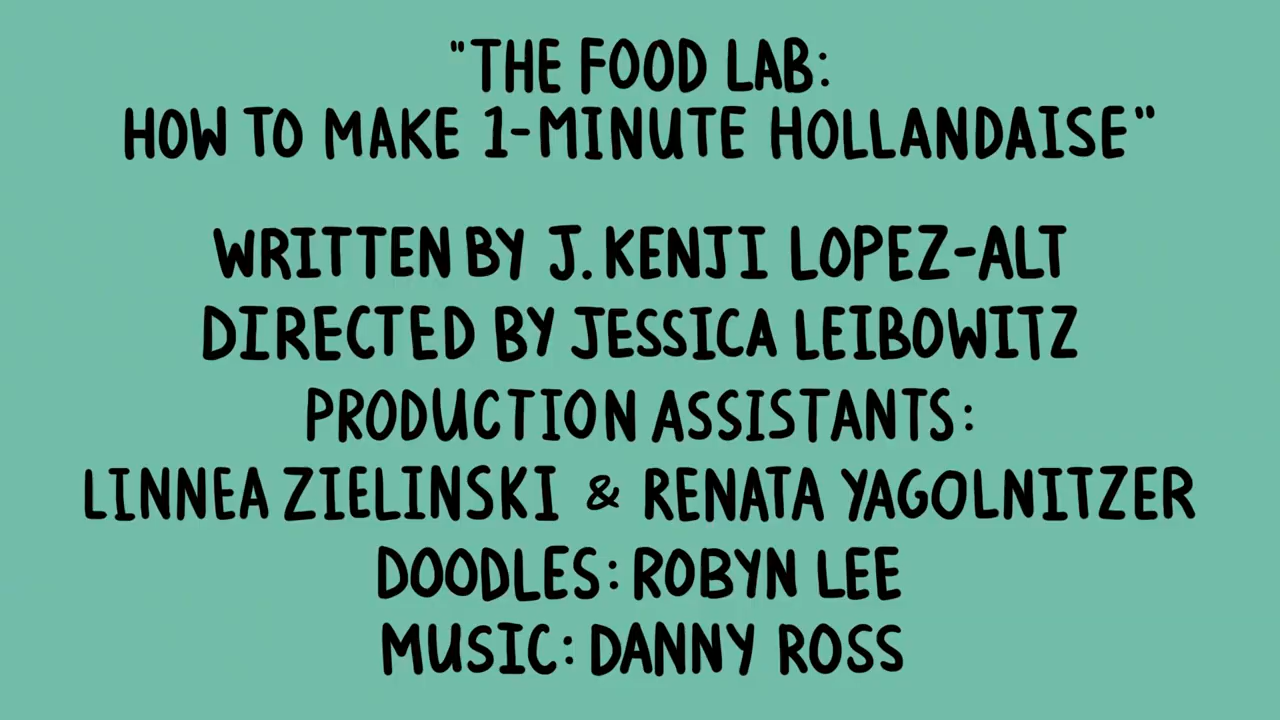 "THE FOOD LAB:
HOW TO MAKE 1-MINUTE HOLLANDAISE"
WRITTEN BY J. KENJI LOPEZ-ALT
DIRECTED BY JESSICA LEIBOWITZ
PRODUCTION ASSISTANTS:
LINNEA ZIELINSKI & RENATA YAGOLNITZER
DOODLES: ROBYN LEE
MUSIC: DANNY ROSS